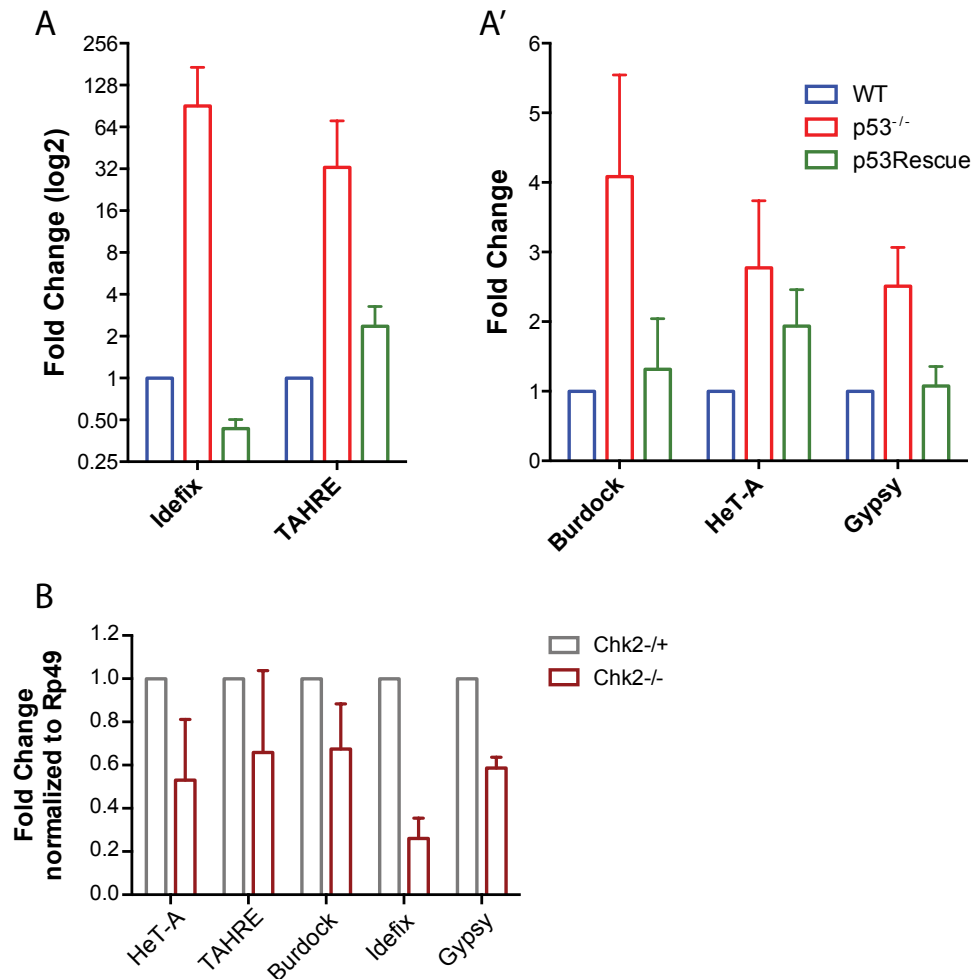 A
Fold Change (log2)
256
128
64
32
16
8
4
2
1
0.50
0.25
Idefix
TAHRE
A'
Fold Change
6
5
4
3
2
1
0
Burdock
HeT-A
Gypsy
WT
p53-/-
p53Rescue
B
Fold Change
normalized to Rp49
1.2
1.0
0.8
0.6
0.4
0.2
0.0
HeT-A
TAHRE
Burdock
Idefix
Gypsy
Chk2-/+
Chk2-/-